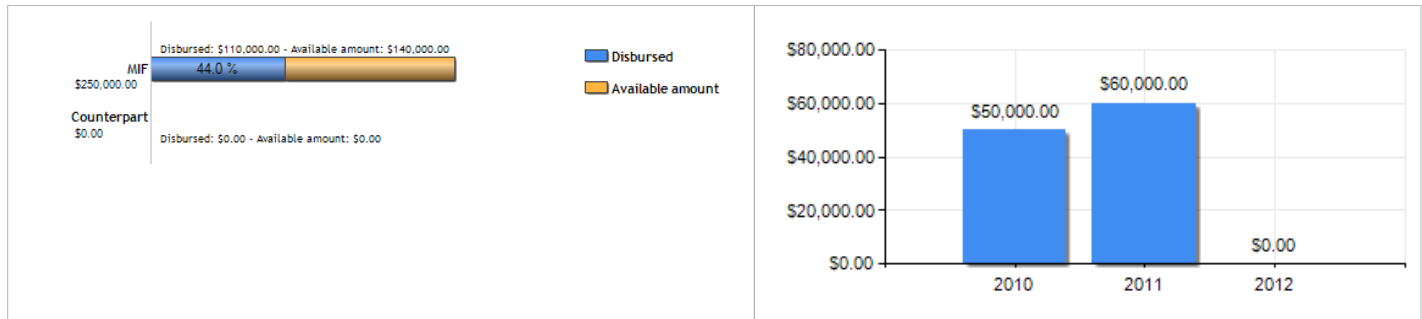 Disbursed: $110,000.00 - Available amount: $140,000.00
MIF
44.0 %
$250,000.00
Counterpart
$0.00
Disbursed: $0.00 - Available amount: $0.00
Disbursed
Available amount
$80,000.00
$60,000.00
$40,000.00
$20,000.00
$0.00
$50,000.00
$60,000.00
$0.00
2010 2011 2012